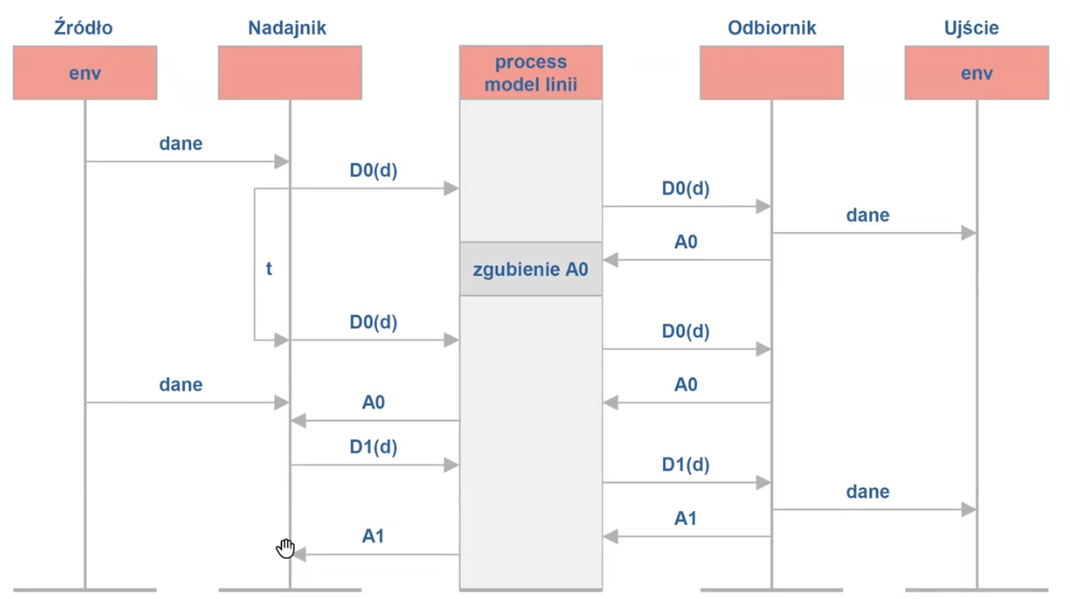 Źródło
Nadajnik
Odbiornik
Ujście
env
process
model linii
env
dane
D0(d)
D0(d)
dane
A0
t
zgubienie A0
D0(d)
D0(d)
dane
A0
A0
D1(d)
D1(d)
dane
A1
A1